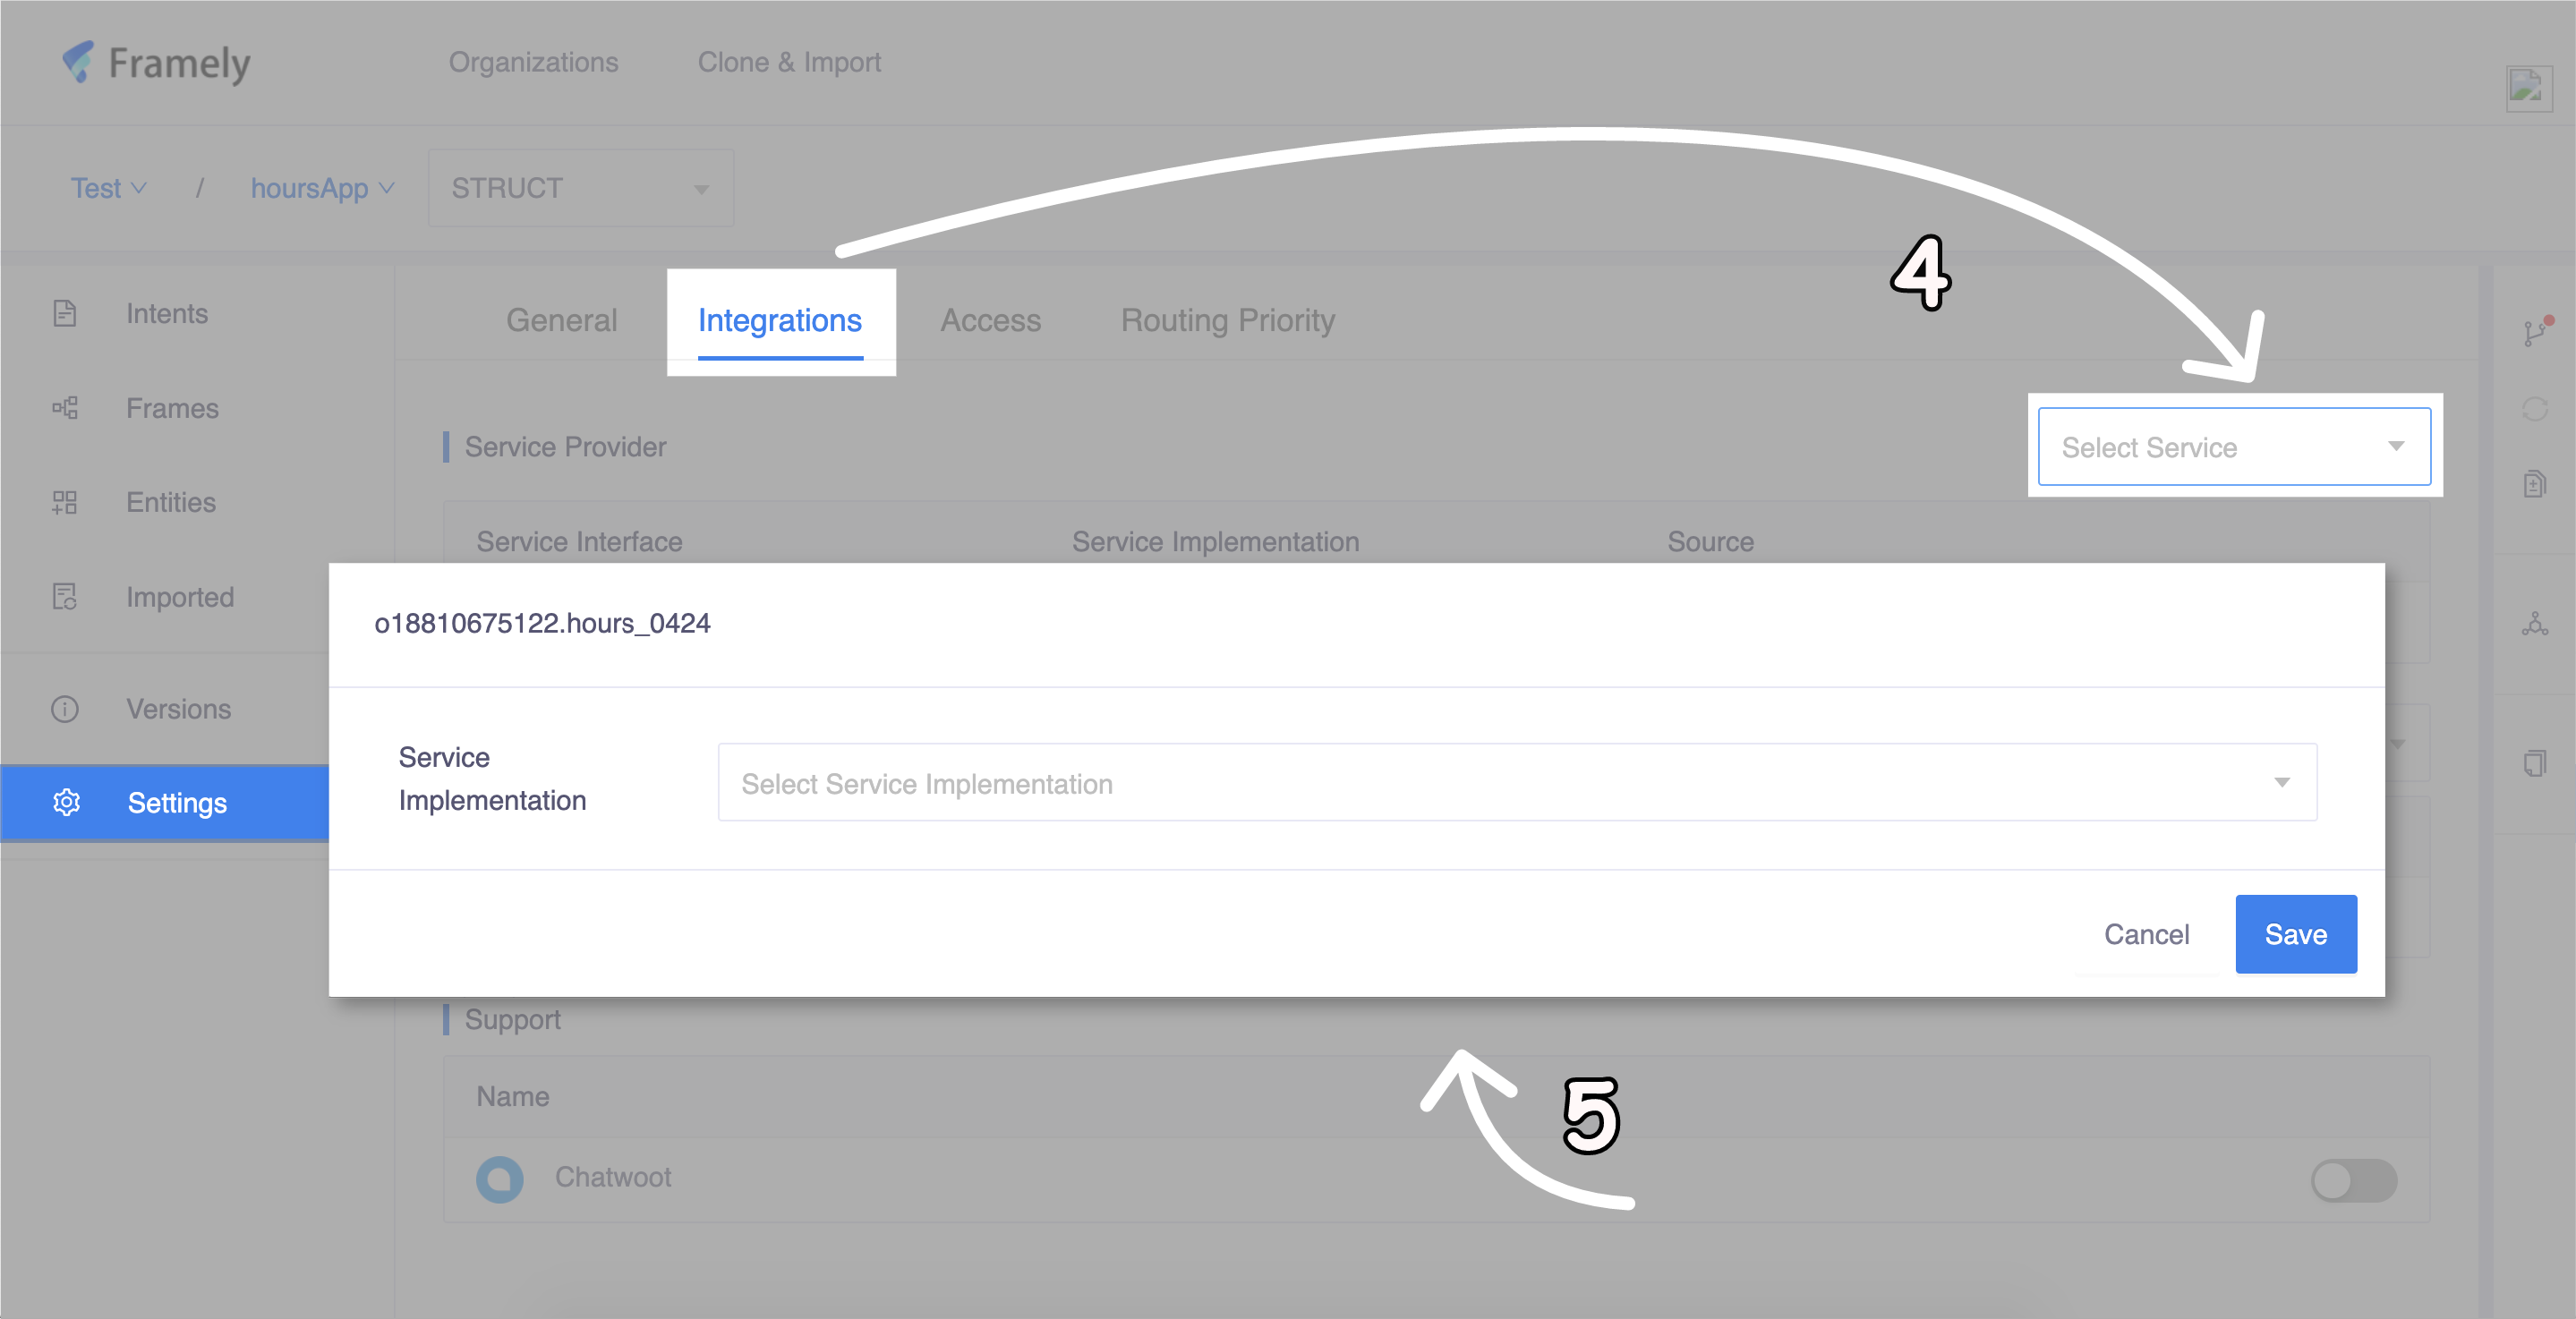 Framely
Organizations
Clone & Import
Test
/
hoursApp
STRUCT
4
Intents
Frames
Entities
Imported
Versions
Settings
General
Integrations
Access
Routing Priority
Service Provider
Select Service
Service Interface
Service Implementation
Source
o18810675122.hours_0424
Service
Implementation
Select Service Implementation
Cancel
Save
Support
5
Name
Chatwoot